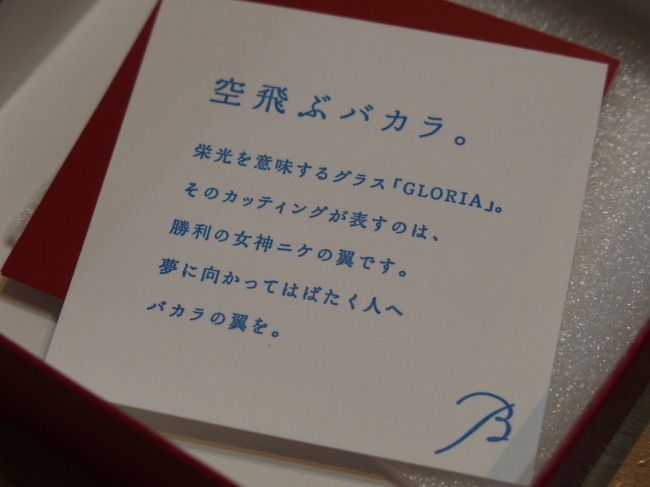 空飛ぶバカラ。
栄光を意味するグラス「GLORIA」。
そのカッティングが表すのは、
勝利の女神ニケの翼です。
夢に向かってはばたく人へ
バカラの翼を。
B